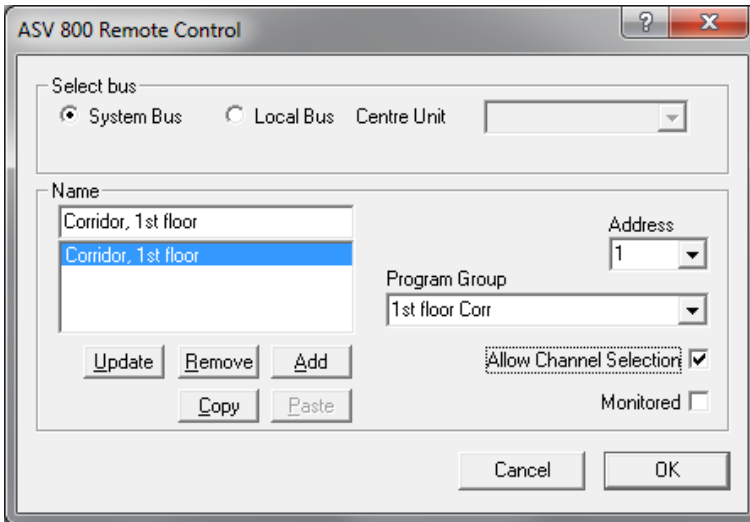 ASV 800 Remote Control
Select bus
System Bus Local Bus Centre Unit
Name
Corridor, 1st floor
Corridor, 1st floor
Address
1
Program Group
1st floor Corr
Update Remove Add
Allow Channel Selection
Copy Paste
Monitored
Cancel OK